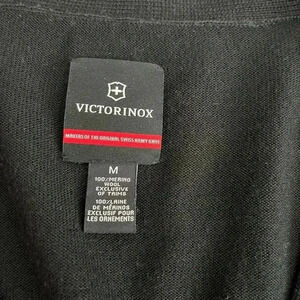 VICTORINOX
MAKERS OF THE ORIGINAL SWISS ARMY KNIFE
M
100%MERINO
WOOL
EXCLUSIVE
OF TRIMS
100%LAINE
DE MÉRINOS
EXCLUSIF POUR
LES ORNEMENTS